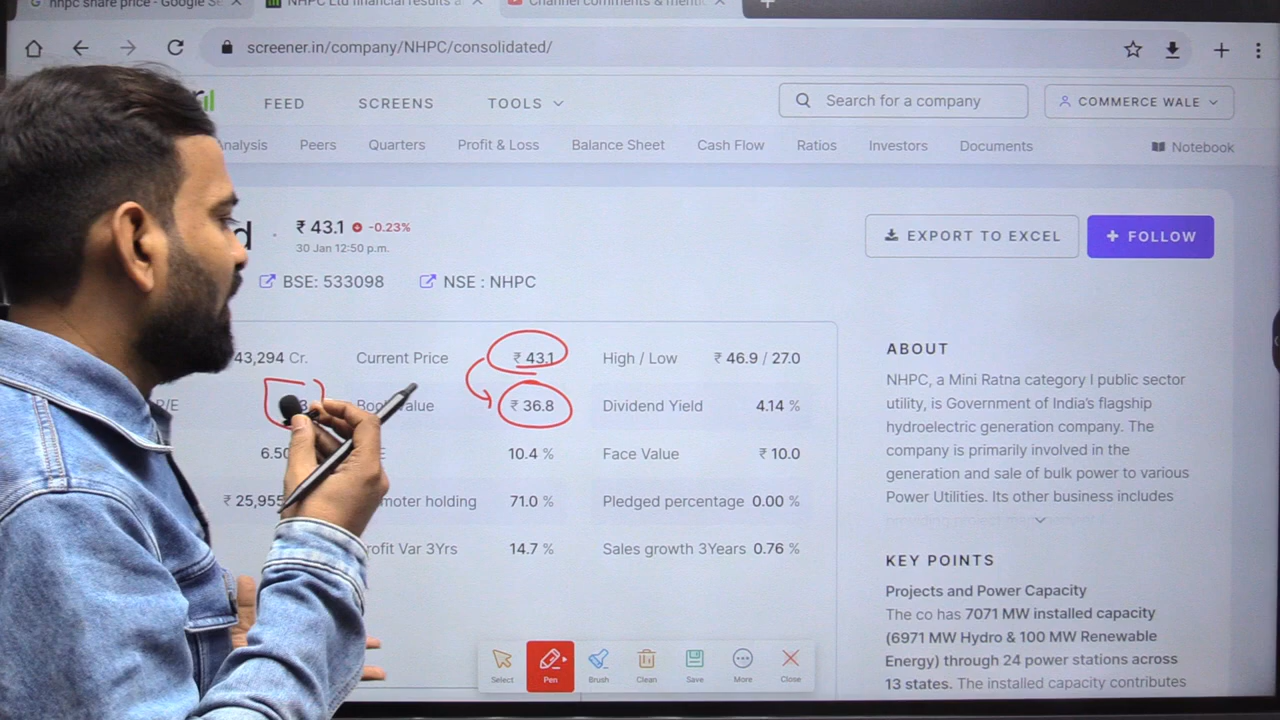 nhpc share price - Google Se
NHPC Ltd financial results a
Channel comments & menti
screener.in/company/NHPC/consolidated/
FEED SCREENS TOOLS Search for a company COMMERCE WALE
Analysis Peers Quarters Profit & Loss Balance Sheet Cash Flow Ratios Investors Documents Notebook
₹ 43.1 -0.23%
30 Jan 12:50 p.m.
EXPORT TO EXCEL + FOLLOW
BSE: 533098 NSE : NHPC
43,294 Cr. Current Price ₹ 43.1 High / Low ₹ 46.9 / 27.0
P/E Book Value ₹ 36.8 Dividend Yield 4.14 %
6.50 10.4 % Face Value ₹ 10.0
₹ 25,955 moter holding 71.0 % Pledged percentage 0.00 %
rofit Var 3Yrs 14.7 % Sales growth 3Years 0.76 %
ABOUT
NHPC, a Mini Ratna category I public sector
utility, is Government of India's flagship
hydroelectric generation company. The
company is primarily involved in the
generation and sale of bulk power to various
Power Utilities. Its other business includes
KEY POINTS
Projects and Power Capacity
The co has 7071 MW installed capacity
(6971 MW Hydro & 100 MW Renewable
Energy) through 24 power stations across
13 states. The installed capacity contributes
Select Pen Brush Clean Save More Close